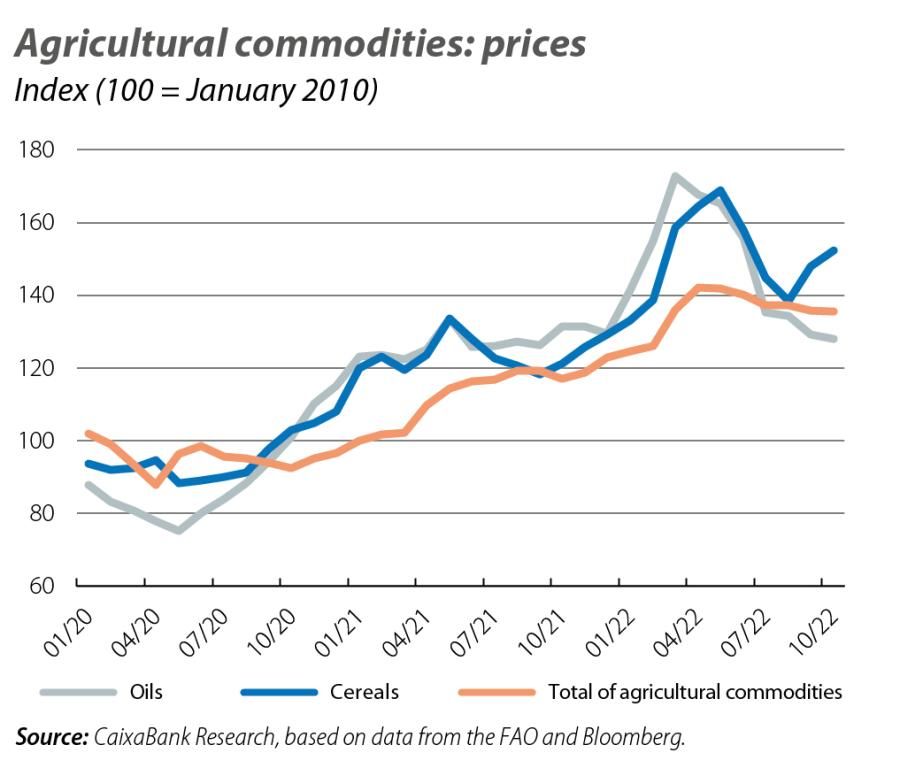 Agricultural commodities: prices
Index (100 = January 2010)
180
160
140
120
100
80
60
01/20 04/20 07/20 10/20 01/21 04/21 07/21 10/21 01/22 04/22 07/22 10/22
Oils Cereals Total of agricultural commodities
Source: CaixaBank Research, based on data from the FAO and Bloomberg.